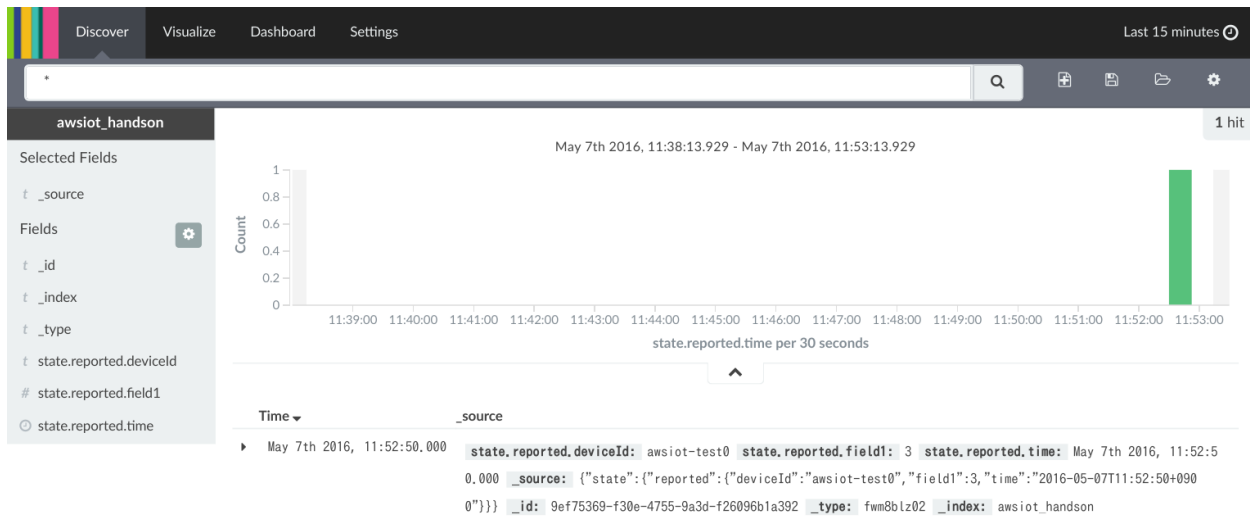 Discover Visualize Dashboard Settings Last 15 minutes
*
awsiot_handson
1 hit
Selected Fields
t _source
Fields
t _id
t _index
t _type
t state.reported.deviceId
# state.reported.field1
state.reported.time
May 7th 2016, 11:38:13.929 - May 7th 2016, 11:53:13.929
Count
1
0.8
0.6
0.4
0.2
0
11:39:00 11:40:00 11:41:00 11:42:00 11:43:00 11:44:00 11:45:00 11:46:00 11:47:00 11:48:00 11:49:00 11:50:00 11:51:00 11:52:00 11:53:00
state.reported.time per 30 seconds
Time _source
May 7th 2016, 11:52:50.000 state.reported.deviceId: awsiot-test0 state.reported.field1: 3 state.reported.time: May 7th 2016, 11:52:5
0.000 _source: {"state":{"reported":{"deviceId":"awsiot-test0","field1":3,"time":"2016-05-07T11:52:50+090
0"}}} _id: 9ef75369-f30e-4755-9a3d-f26096b1a392 _type: fwm8blz02 _index: awsiot_handson